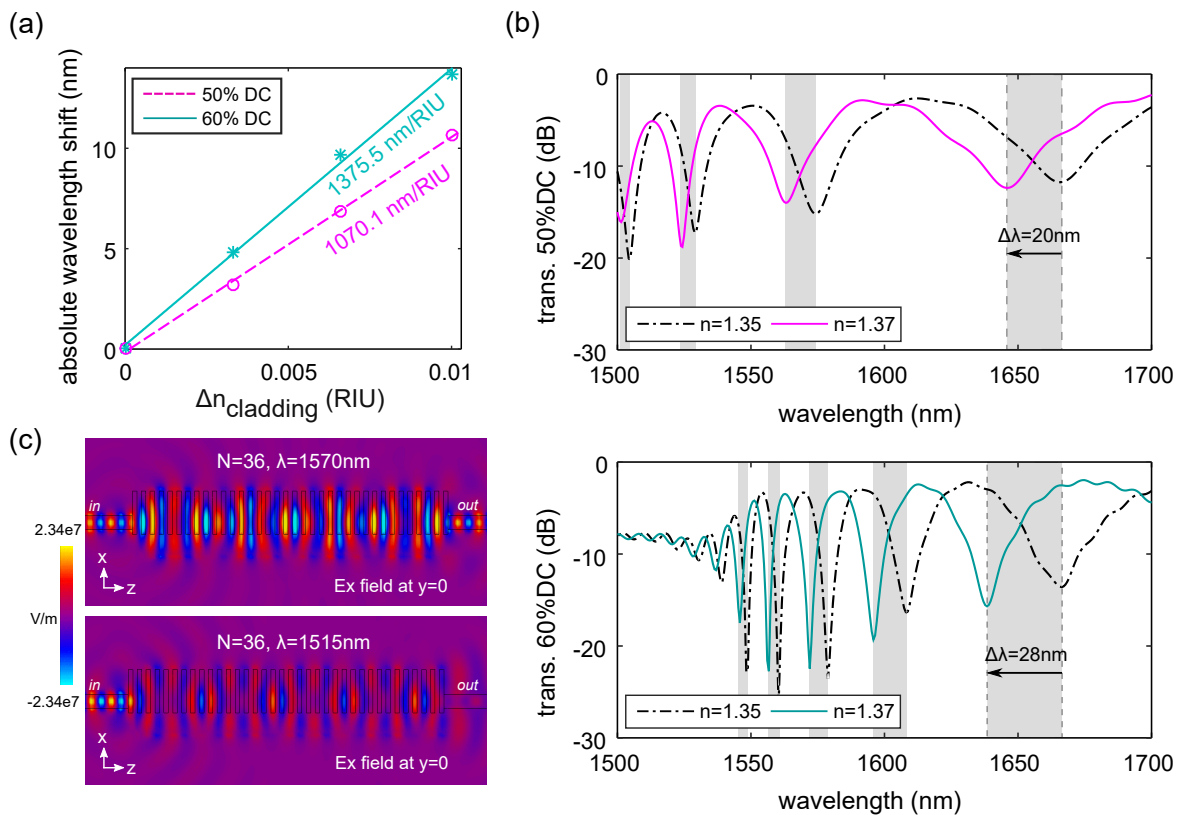 (a)
absolute wavelength shift (nm)
10
5
0
50% DC
60% DC
1375.5 nm/RIU
1070.1 nm/RIU
0
0.005
0.01
Δncladding (RIU)
(b)
trans. 50%DC (dB)
0
-10
-20
-30
Δλ=20nm
n=1.35
n=1.37
1500
1550
1600
1650
1700
wavelength (nm)
(c)
N=36, λ=1570nm
in
out
2.34e7
x
z
Ex field at y=0
V/m
N=36, λ=1515nm
in
out
-2.34e7
x
z
Ex field at y=0
trans. 60%DC (dB)
0
-10
-20
-30
Δλ=28nm
n=1.35
n=1.37
1500
1550
1600
1650
1700
wavelength (nm)